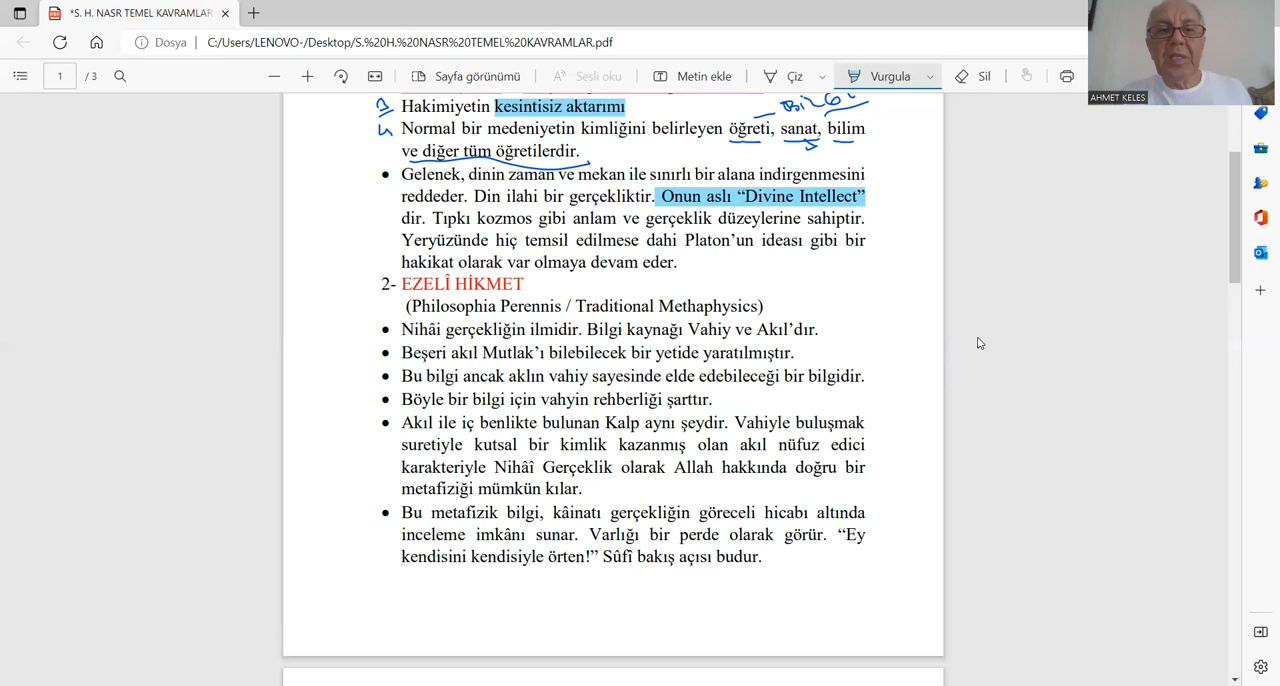 *S. H. NASR TEMEL KAVRAMLAR
Dosya C:/Users/LENOVO-/Desktop/S.%20H.%20NASR%20TEMEL%20KAVRAMLAR.pdf
1 / 3 Sayfa görünümü Sesli oku Metin ekle Çiz Vurgula Sil
AHMET KELES
3 Hakimiyetin kesintisiz aktarımı
4 Normal bir medeniyetin kimliğini belirleyen öğreti, sanat, bilim
ve diğer tüm öğretilerdir.
• Gelenek, dinin zaman ve mekan ile sınırlı bir alana indirgenmesini
reddeder. Din ilahi bir gerçekliktir. Onun aslı “Divine Intellect”
dir. Tıpkı kozmos gibi anlam ve gerçeklik düzeylerine sahiptir.
Yeryüzünde hiç temsil edilmese dahi Platon’un ideası gibi bir
hakikat olarak var olmaya devam eder.
2- EZELÎ HİKMET
(Philosophia Perennis / Traditional Methaphysics)
• Nihâi gerçekliğin ilmidir. Bilgi kaynağı Vahiy ve Akıl’dır.
• Beşeri akıl Mutlak’ı bilebilecek bir yetide yaratılmıştır.
• Bu bilgi ancak aklın vahiy sayesinde elde edebileceği bir bilgidir.
• Böyle bir bilgi için vahyin rehberliği şarttır.
• Akıl ile iç benlikte bulunan Kalp aynı şeydir. Vahiyle buluşmak
suretiyle kutsal bir kimlik kazanmış olan akıl nüfuz edici
karakteriyle Nihâî Gerçeklik olarak Allah hakkında doğru bir
metafiziği mümkün kılar.
• Bu metafizik bilgi, kâinatı gerçekliğin göreceli hicabı altında
inceleme imkânı sunar. Varlığı bir perde olarak görür. “Ey
kendisini kendisiyle örten!” Sûfî bakış açısı budur.